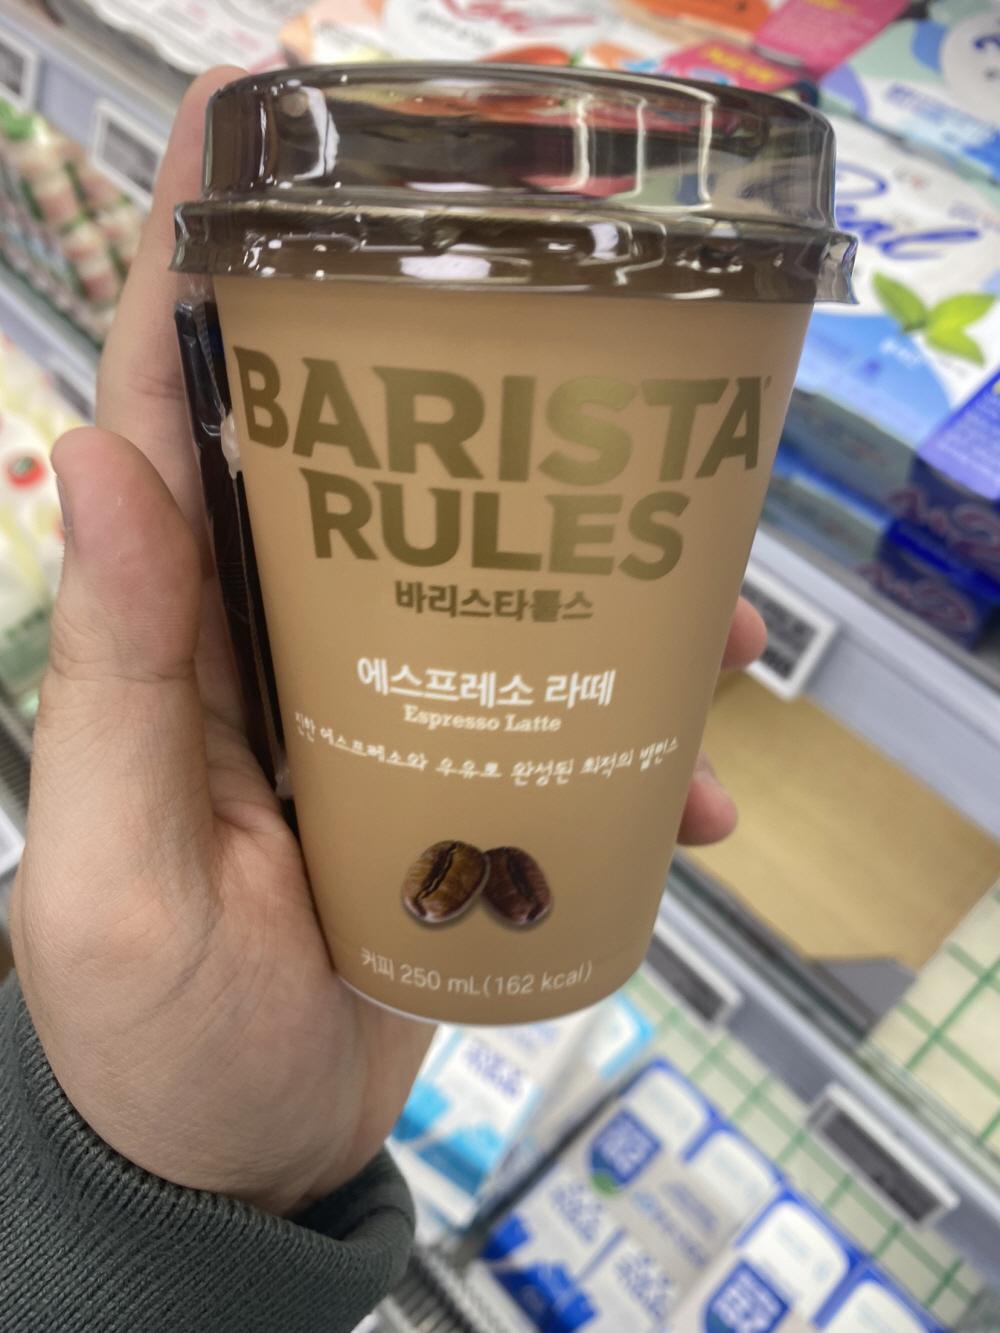 BARISTA
RULES
바리스타룰스
에스프레소 라떼
Espresso Latte
진한 에스프레소와 우유로 완성된 최적의 밸런스
커피 250 mL(162 kcal)
Real